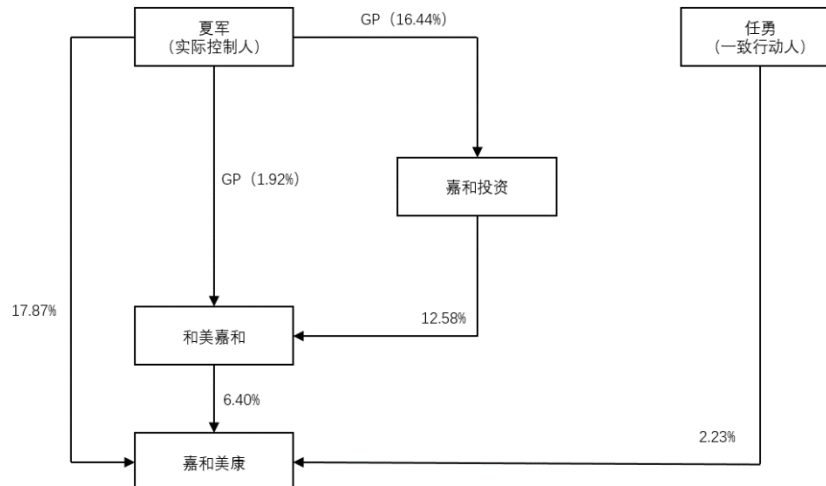 夏军
（实际控制人）
GP（16.44%）
任勇
（一致行动人）
GP（1.92%）
嘉和投资
17.87%
12.58%
和美嘉和
6.40%
2.23%
嘉和美康